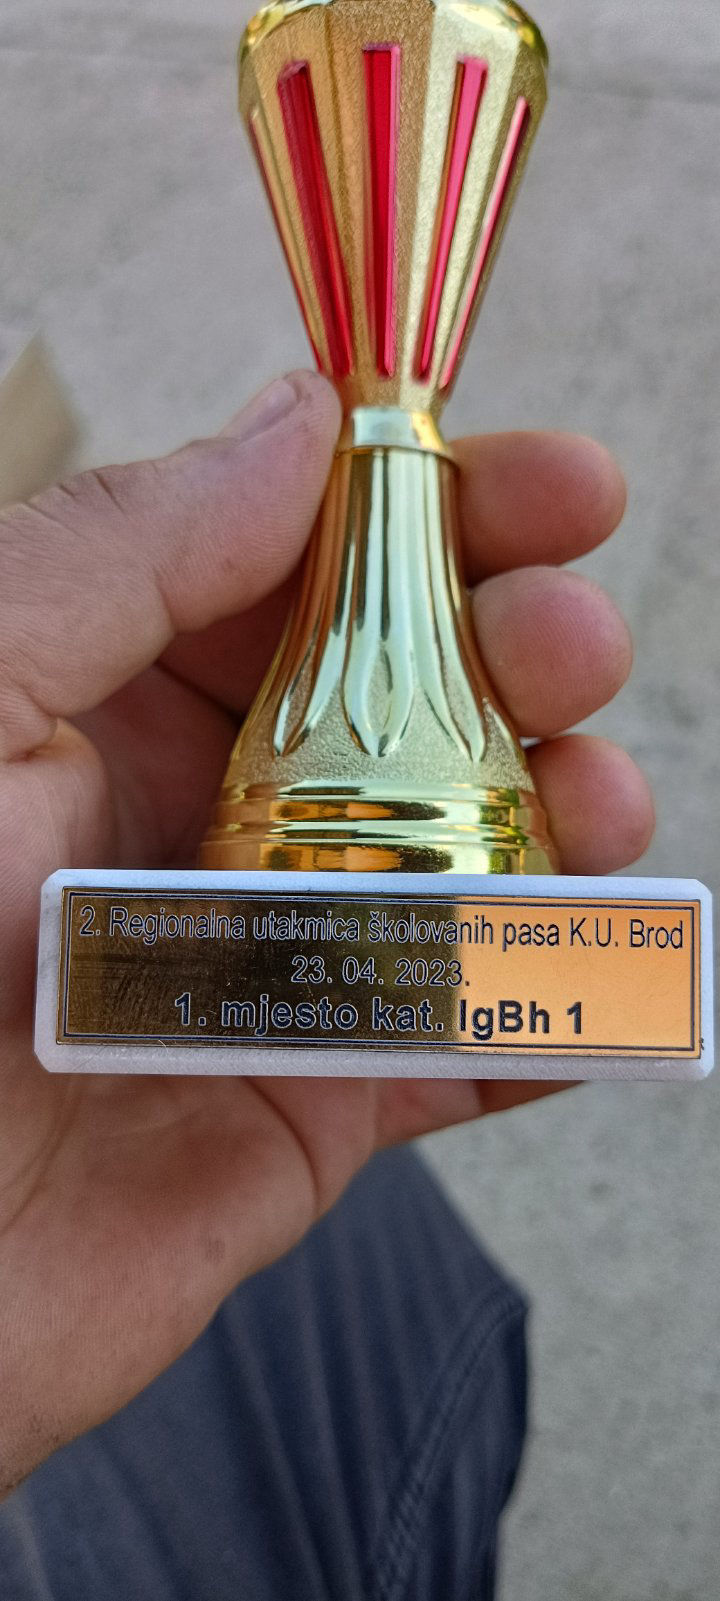 2. Regionalna utakmica školovanih pasa K.U. Brod
23. 04. 2023.
1. mjesto kat. IgBh 1